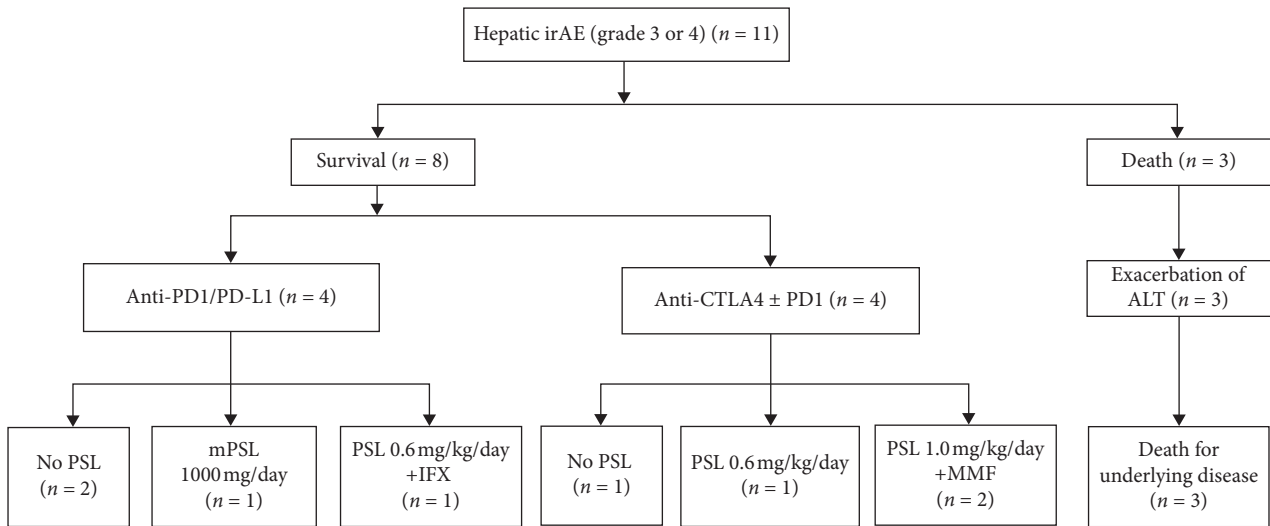 Hepatic irAE (grade 3 or 4) (n = 11)
Survival (n = 8)
Death (n = 3)
Anti-PD1/PD-L1 (n = 4)
Anti-CTLA4 ± PD1 (n = 4)
Exacerbation of
ALT (n = 3)
No PSL
(n = 2)
mPSL
1000 mg/day
(n = 1)
PSL 0.6 mg/kg/day
+IFX
(n = 1)
No PSL
(n = 1)
PSL 0.6 mg/kg/day
(n = 1)
PSL 1.0 mg/kg/day
+MMF
(n = 2)
Death for
underlying disease
(n = 3)